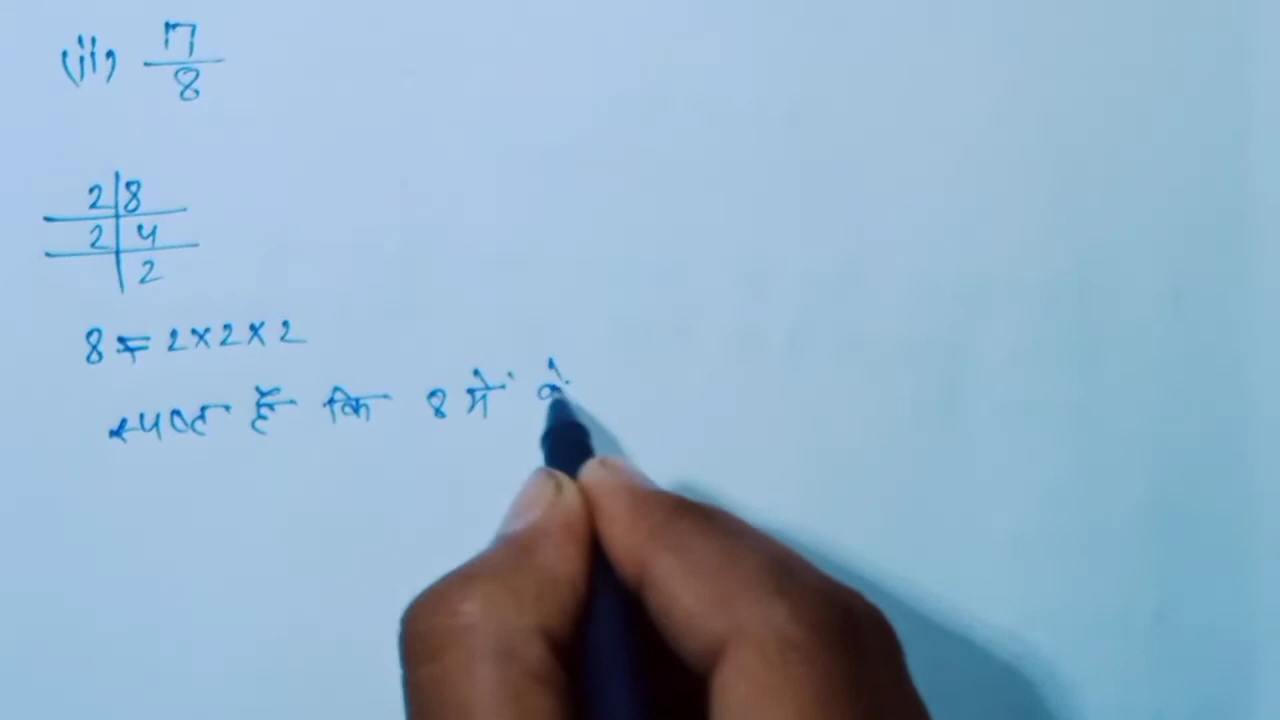 (ii) 17/8
2|8
2|4
|2
8 = 2×2×2
स्पष्ट है कि 8 में